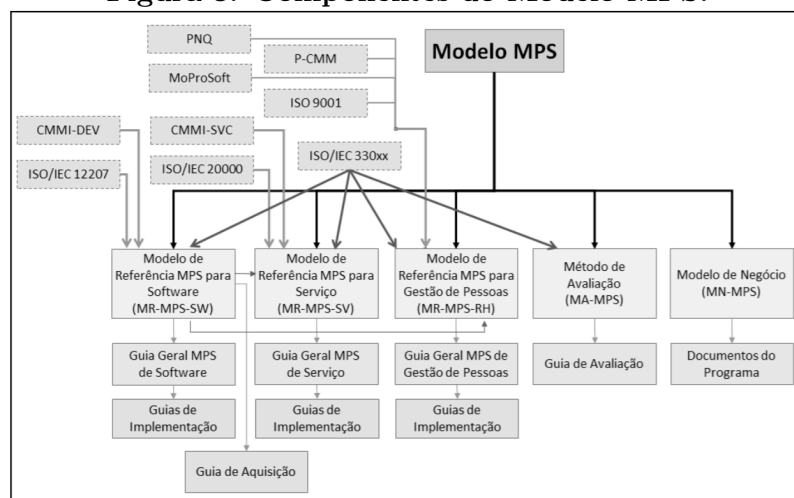 Figura 3: Componentes do Modelo MPS.
PNQ
Modelo MPS
P-CMM
MoProSoft
ISO 9001
CMMI-DEV
CMMI-SVC
ISO/IEC 330xx
ISO/IEC 12207
ISO/IEC 20000
Modelo de
Referência MPS para
Software
(MR-MPS-SW)
Modelo de
Referência MPS para
Serviço
(MR-MPS-SV)
Modelo de
Referência MPS para
Gestão de Pessoas
(MR-MPS-RH)
Método de
Avaliação
(MA-MPS)
Modelo de Negócio
(MN-MPS)
Guia Geral MPS
de Software
Guia Geral MPS
de Serviço
Guia Geral MPS de
Gestão de Pessoas
Guia de Avaliação
Documentos do
Programa
Guias de
Implementação
Guias de
Implementação
Guias de
Implementação
Guia de Aquisição